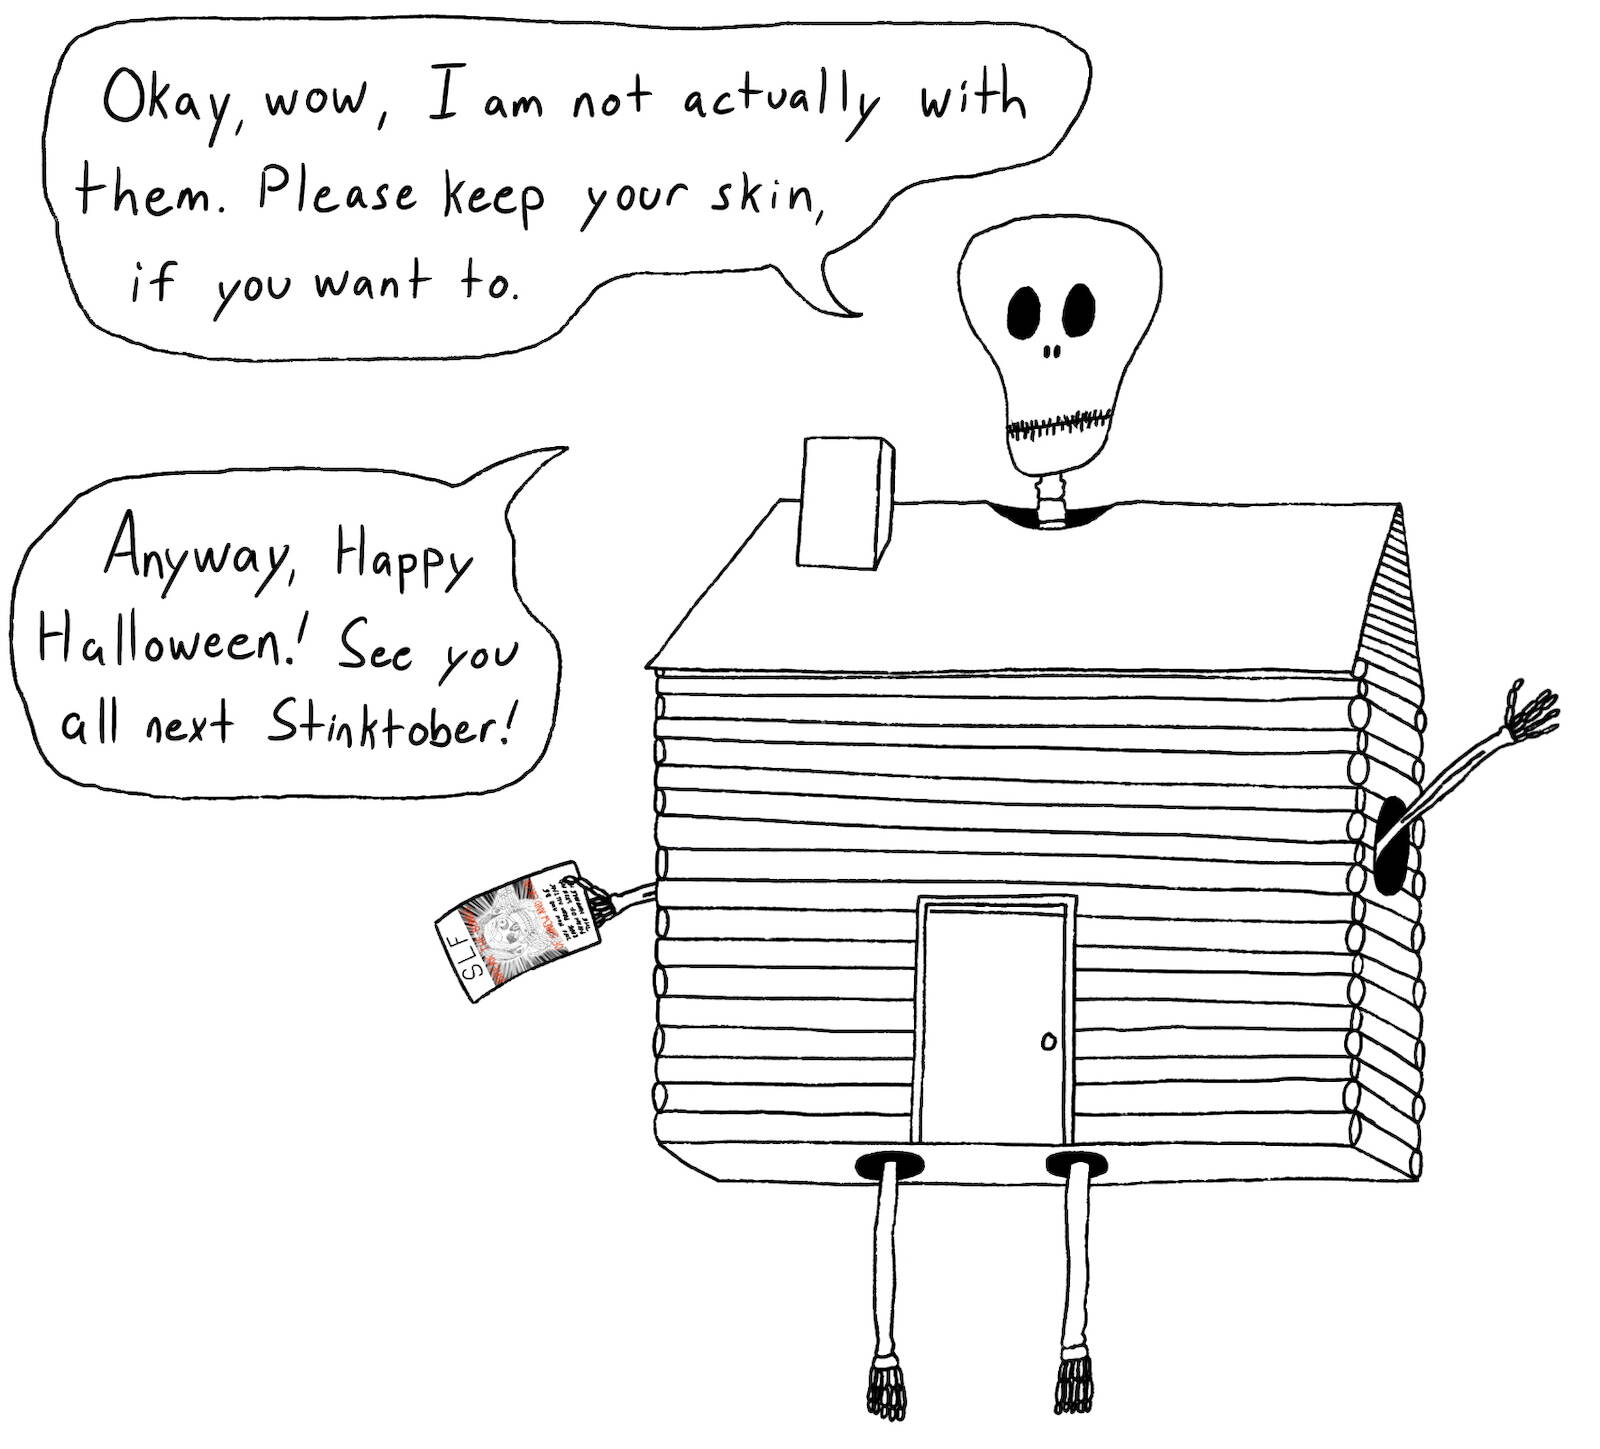 Okay, wow, I am not actually with
them. Please keep your skin,
if you want to.
Anyway, Happy
Halloween! See you
all next Stinktober!
SLF